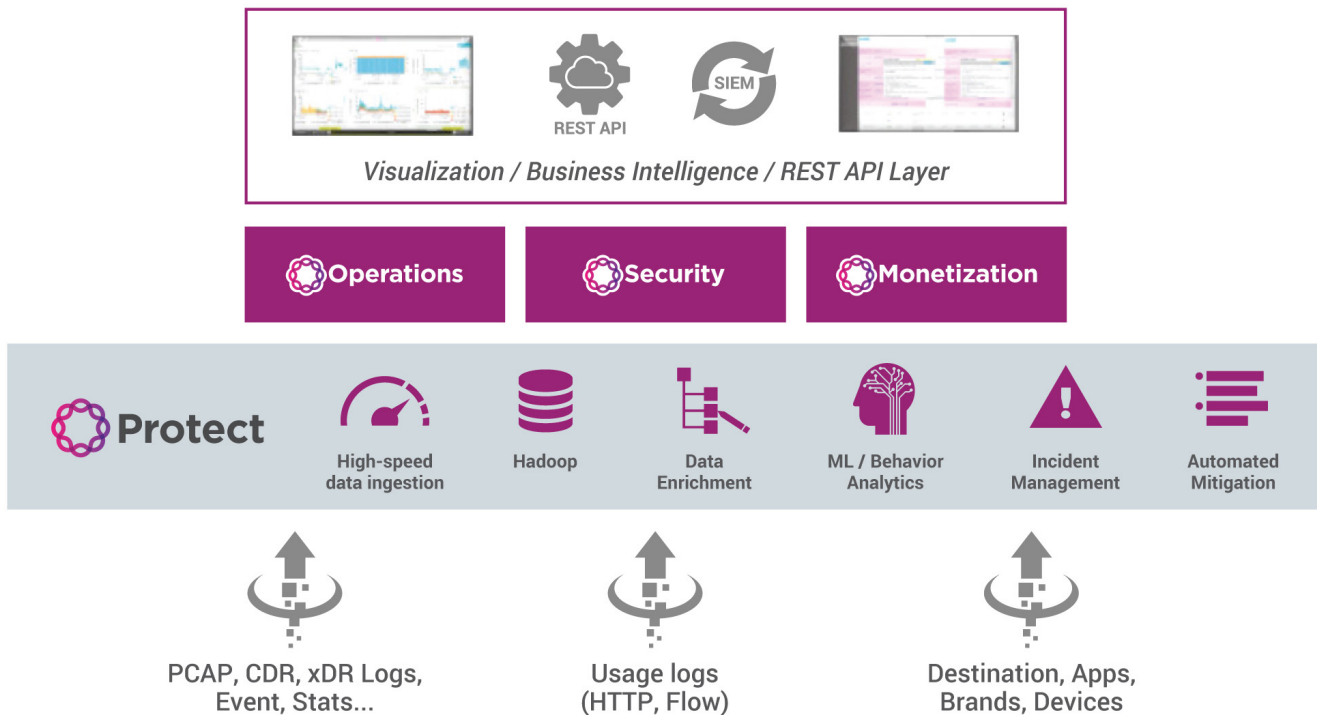 REST API
SIEM
Visualization / Business Intelligence / REST API Layer
Operations
Security
Monetization
Protect
High-speed
data ingestion
Hadoop
Data
Enrichment
ML / Behavior
Analytics
Incident
Management
Automated
Mitigation
PCAP, CDR, xDR Logs,
Event, Stats...
Usage logs
(HTTP, Flow)
Destination, Apps,
Brands, Devices